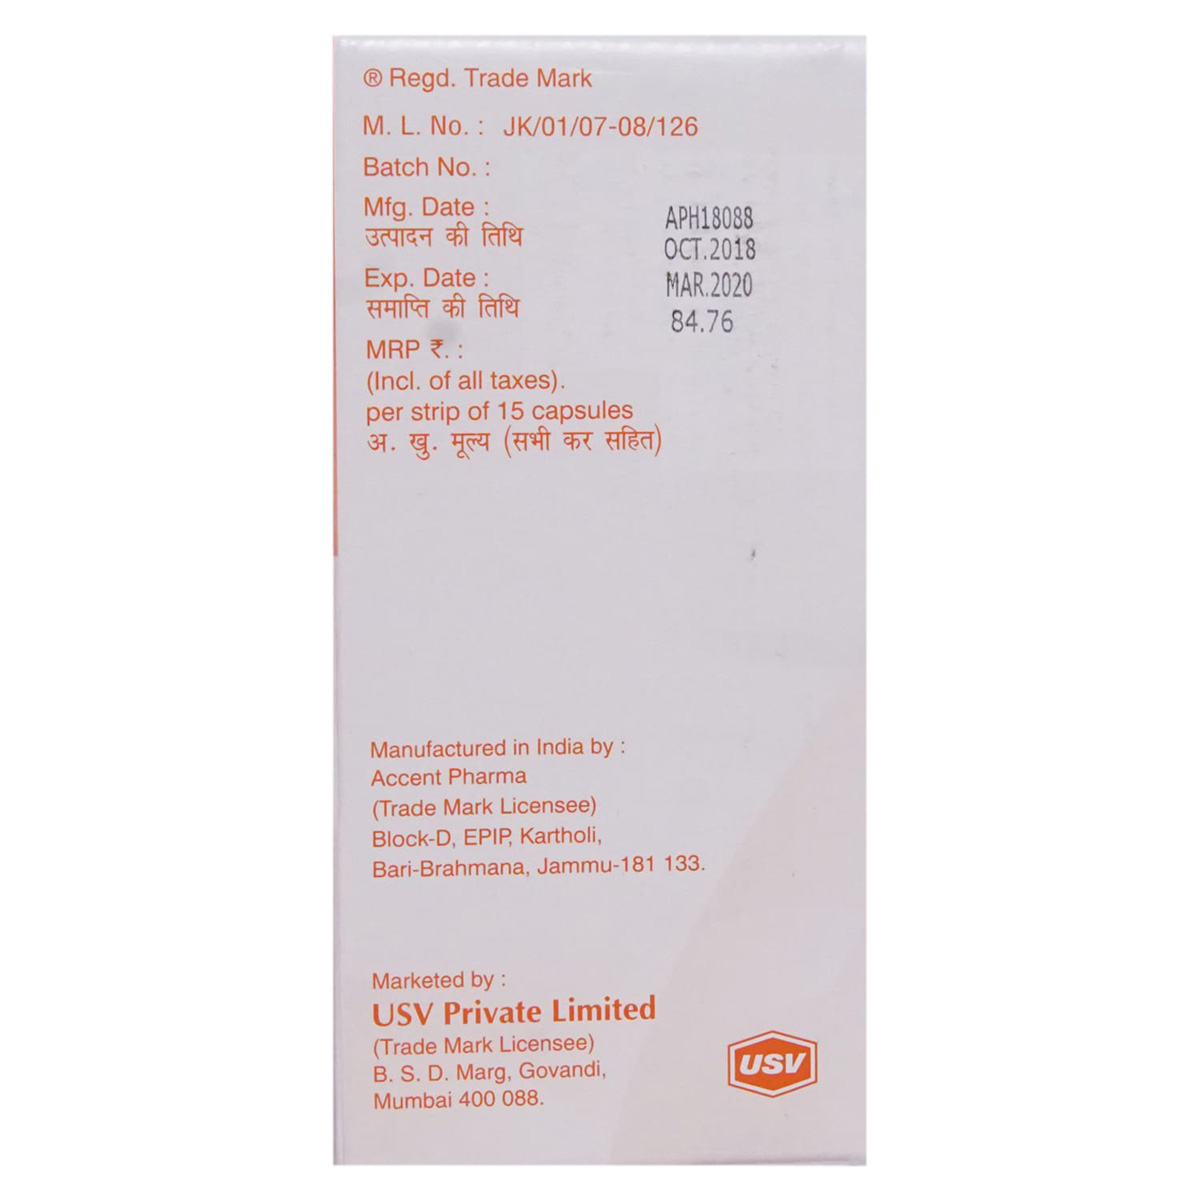 ® Regd. Trade Mark
M. L. No. : JK/01/07-08/126
Batch No. :
Mfg. Date : APH18088
उत्पादन की तिथि OCT.2018
Exp. Date : MAR.2020
समाप्ति की तिथि 84.76
MRP ₹. :
(Incl. of all taxes).
per strip of 15 capsules
अ. खु. मूल्य (सभी कर सहित)
Manufactured in India by :
Accent Pharma
(Trade Mark Licensee)
Block-D, EPIP, Kartholi,
Bari-Brahmana, Jammu-181 133.
Marketed by :
USV Private Limited
(Trade Mark Licensee)
B. S. D. Marg, Govandi,
Mumbai 400 088.
USV